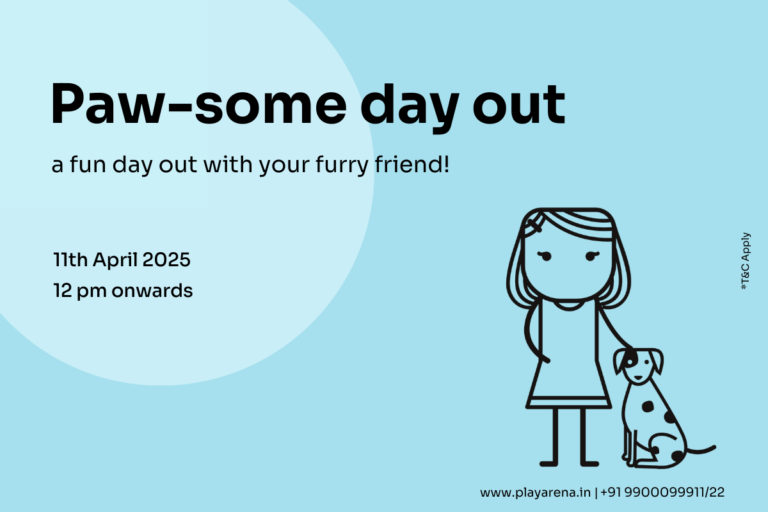 Paw-some day out
a fun day out with your furry friend!
11th April 2025
12 pm onwards
*T&C Apply
www.playarena.in | +91 9900099911/22